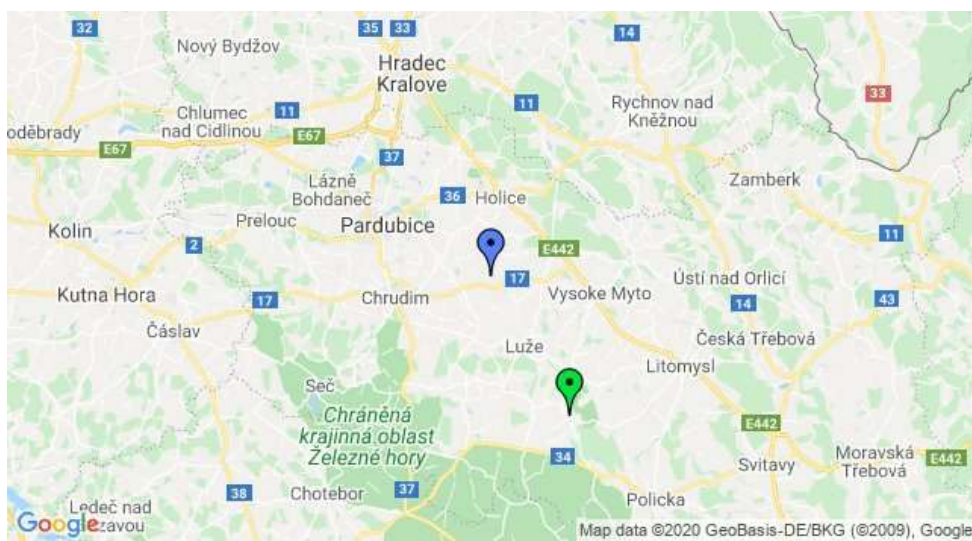 32
35
33
14
Nový Bydžov
Hradec
Kralove
33
Chlumec
nad Cidlinou
11
11
Rychnov nad
Kněžnou
oděbrady
E67
E67
37
Lázně
Bohdaneč
36
Holice
Zamberk
Prelouc
Pardubice
Kolin
2
E442
11
17
Ústí nad Orlicí
Kutna Hora
17
Chrudim
Vysoke Myto
14
43
Čáslav
Luže
Česká Třebová
Litomysl
Seč
Chráněná
krajinná oblast
Železné hory
E442
34
Svitavy
Moravská
Třebová
E442
38
Chotebor
37
Policka
Ledeč nad
Google
zavou
Map data ©2020 GeoBasis-DE/BKG (©2009), Google